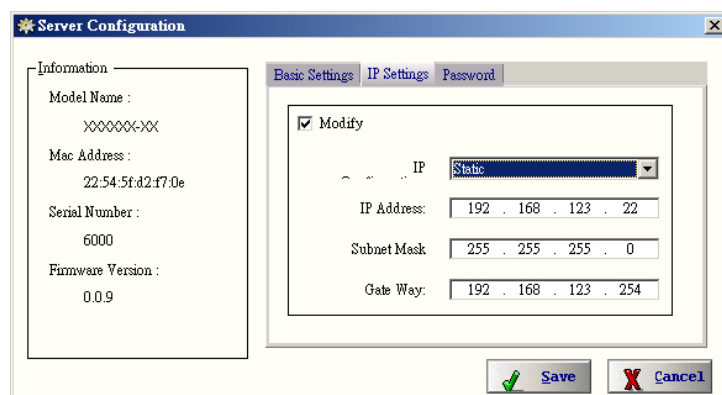 Server Configuration
Information
Model Name :
XXXXXX-XX
Mac Address :
22:54:5f:d2:f7:0e
Serial Number :
6000
Firmware Version :
0.0.9
Basic Settings IP Settings Password
Modify
IP
Static
IP Address: 192 . 168 . 123 . 22
Subnet Mask 255 . 255 . 255 . 0
Gate Way: 192 . 168 . 123 . 254
Save Cancel